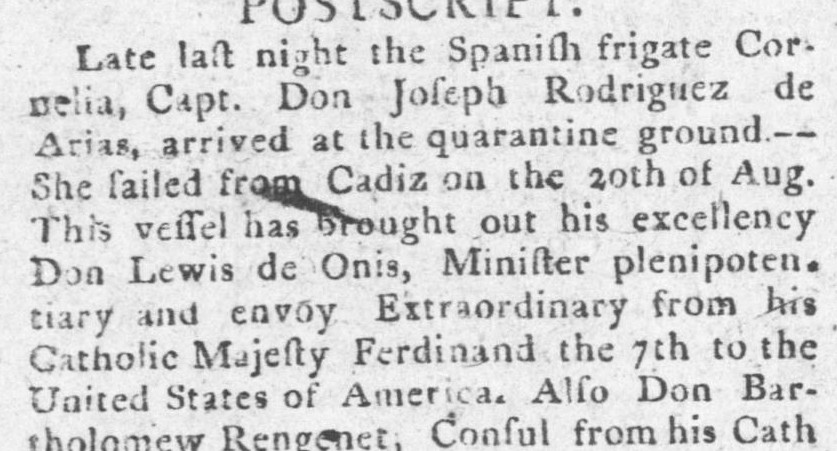 POSTSCRIPT.
Late laſt night the Spaniſh frigate Cor-
nelia, Capt. Don Joſeph Rodriguez de
Arias, arrived at the quarantine ground.--
She ſailed from Cadiz on the 20th of Aug.
This veſſel has brought out his excellency
Don Lewis de Onis, Miniſter plenipoten.
tiary and envoy Extraordinary from his
Catholic Majeſty Ferdinand the 7th to the
United States of America. Alſo Don Bar-
tholomew Rengenet, Conſul from his Cath